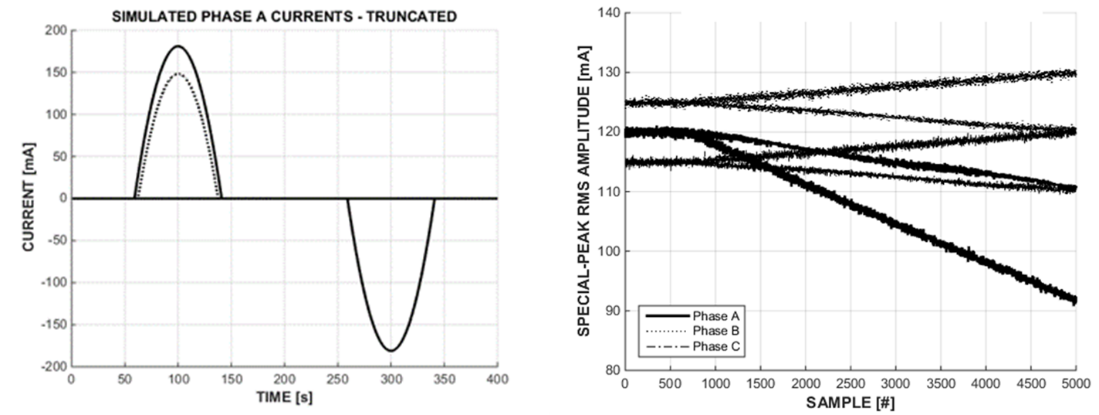 SIMULATED PHASE A CURRENTS - TRUNCATED
200
150
100
50
0
-50
-100
-150
-200
CURRENT [mA]
0 50 100 150 200 250 300 350 400
TIME [s]
140
130
120
110
100
90
80
SPECIAL-PEAK RMS AMPLITUDE [mA]
Phase A
Phase B
Phase C
0 500 1000 1500 2000 2500 3000 3500 4000 4500 5000
SAMPLE [#]